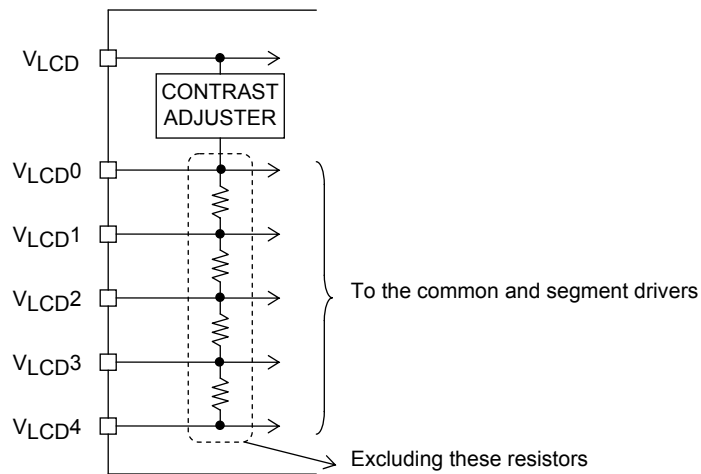 VLCD
CONTRAST
ADJUSTER
VLCD0
VLCD1
VLCD2
To the common and segment drivers
VLCD3
VLCD4
Excluding these resistors